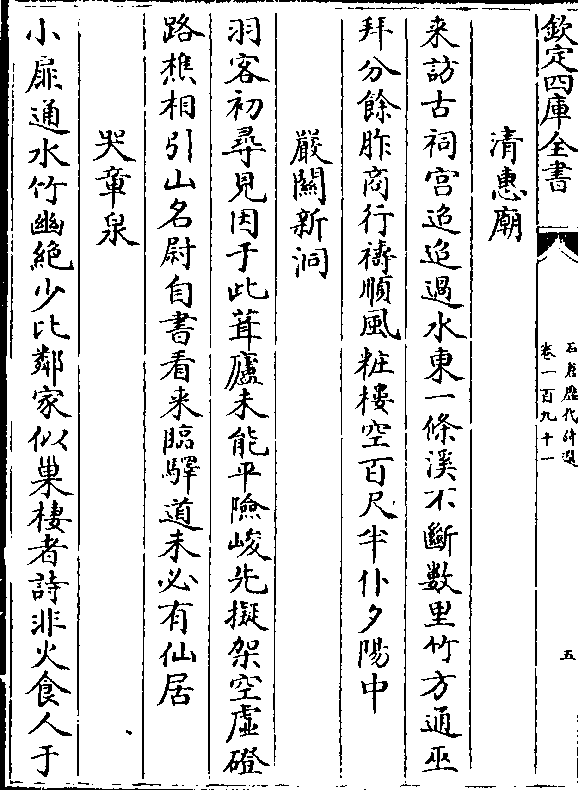 欽定四庫全書
石倉歷代詩選
卷一百九十一
五
清惠廟
来訪古祠宫迢迢過水東一條溪不斷數里竹方通巫
拜分餘胙商行禱順風粧樓空百尺半仆夕陽中
嚴闗新洞
羽客初尋見因于此茸廬未能平險峻先擬架空虛磴
路樵相引山名尉自書看来臨驛道未必有仙居
哭章泉
小扉通水竹幽絶少比鄰家似巢棲者詩非火食人于